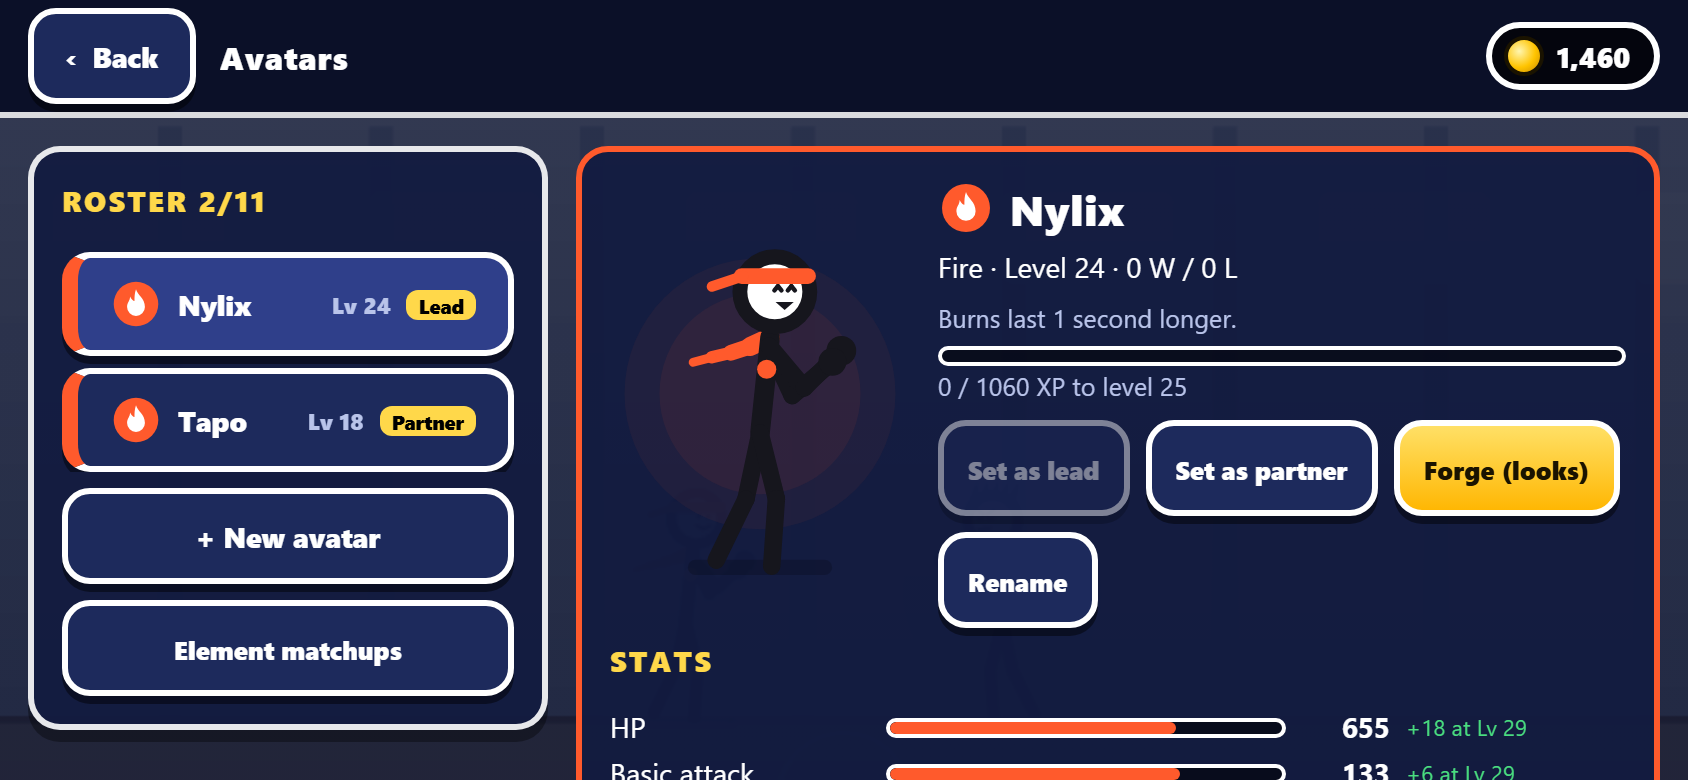 ‹ Back
Avatars
1,460
ROSTER 2/11
Nylix Lv 24 Lead
Tapo Lv 18 Partner
+ New avatar
Element matchups
Nylix
Fire · Level 24 · 0 W / 0 L
Burns last 1 second longer.
0 / 1060 XP to level 25
Set as lead
Set as partner
Forge (looks)
Rename
STATS
HP 655 +18 at Lv 29
Basic attack 133 +6 at Lv 29